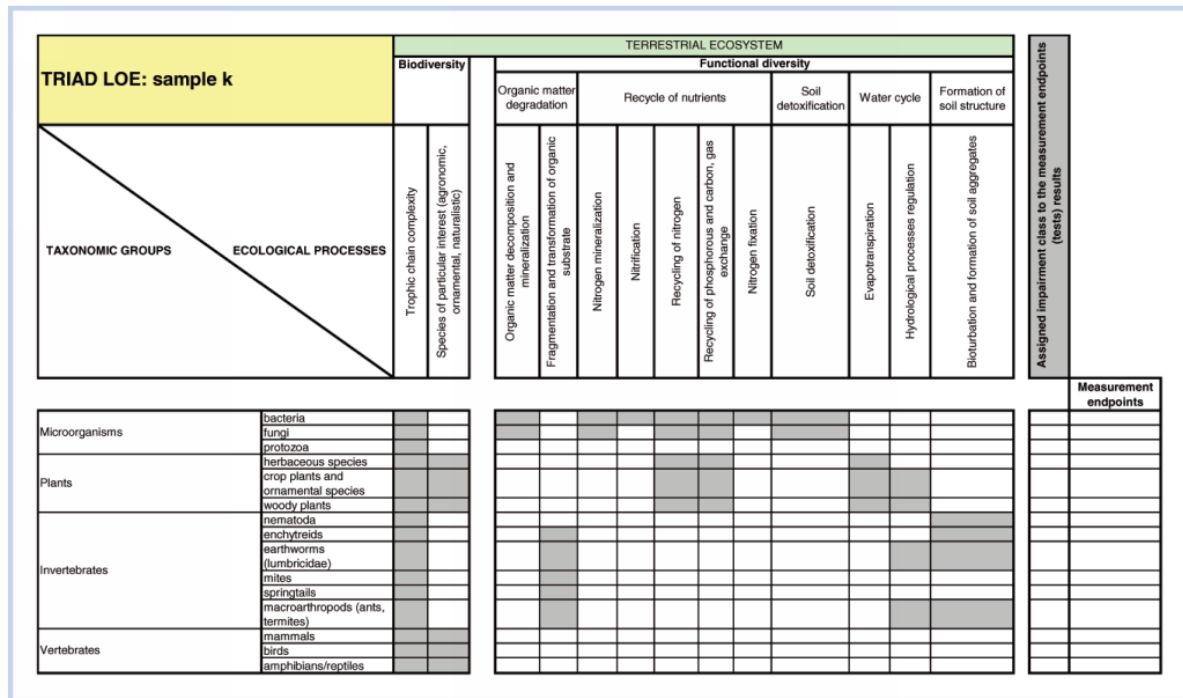 TERRESTRIAL ECOSYSTEM
TRIAD LOE: sample k
Biodiversity
Functional diversity
Organic matter
degradation
Recycle of nutrients
Soil
detoxification
Water cycle
Formation of
soil structure
TAXONOMIC GROUPS
ECOLOGICAL PROCESSES
Trophic chain complexity
Species of particular interest (agronomic,
ornamental, naturalistic)
Organic matter decomposition and
mineralization
Fragmentation and transformation of organic
substrate
Nitrogen mineralization
Nitrification
Recycling of nitrogen
Recycling of phosphorous and carbon, gas
exchange
Nitrogen fixation
Soil detoxification
Evapotranspiration
Hydrological processes regulation
Bioturbation and formation of soil aggregates
Assigned impairment class to the measurement endpoints
(tests) results
Measurement
endpoints
Microorganisms
bacteria
fungi
protozoa
Plants
herbaceous species
crop plants and
ornamental species
woody plants
Invertebrates
nematoda
enchytreids
earthworms
(lumbricidae)
mites
springtails
macroarthropods (ants,
termites)
Vertebrates
mammals
birds
amphibians/reptiles